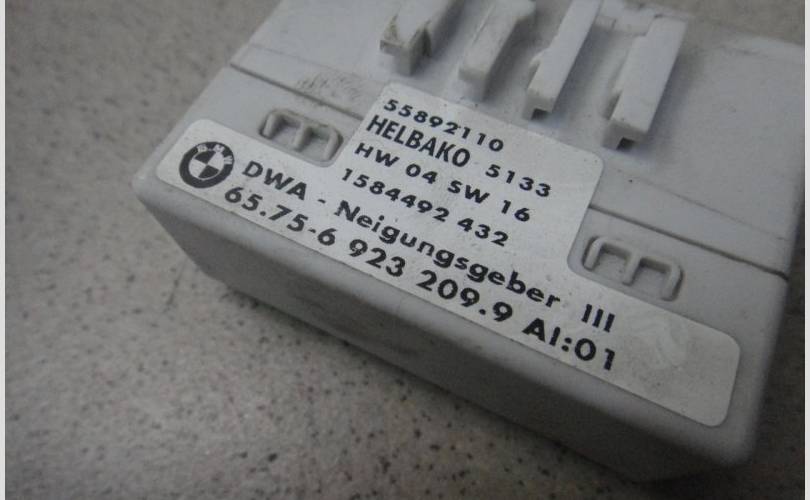 55892110
HELBAKO 5133
HW 04 SW 16
1584492 432
BMW
DWA - Neigungsgeber III
65.75-6 923 209.9 AI:01